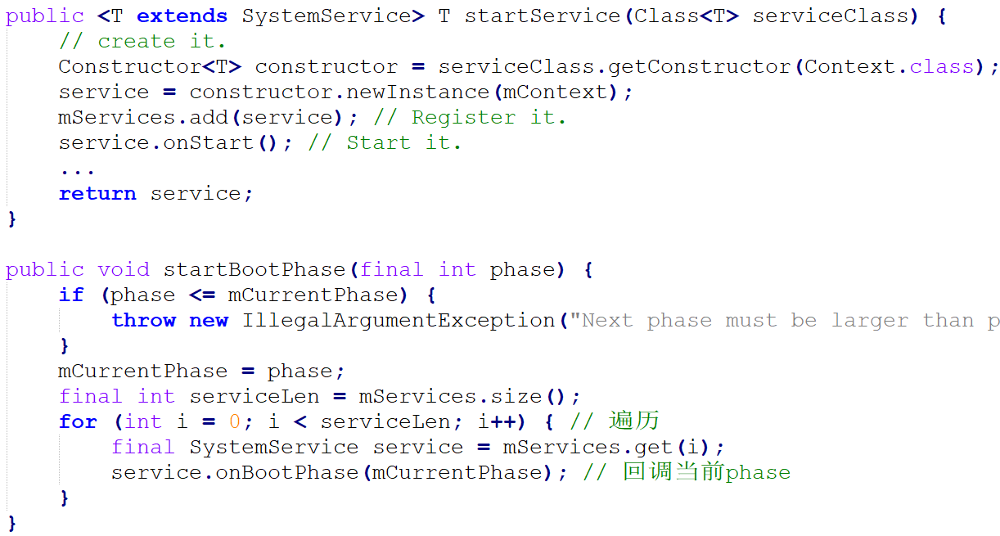 public <T extends SystemService> T startService(Class<T> serviceClass) {
    // create it.
    Constructor<T> constructor = serviceClass.getConstructor(Context.class);
    service = constructor.newInstance(mContext);
    mServices.add(service); // Register it.
    service.onStart(); // Start it.
    ...
    return service;
}

public void startBootPhase(final int phase) {
    if (phase <= mCurrentPhase) {
        throw new IllegalArgumentException("Next phase must be larger than p
    }
    mCurrentPhase = phase;
    final int serviceLen = mServices.size();
    for (int i = 0; i < serviceLen; i++) { // 遍历
        final SystemService service = mServices.get(i);
        service.onBootPhase(mCurrentPhase); // 回调当前phase
    }
}